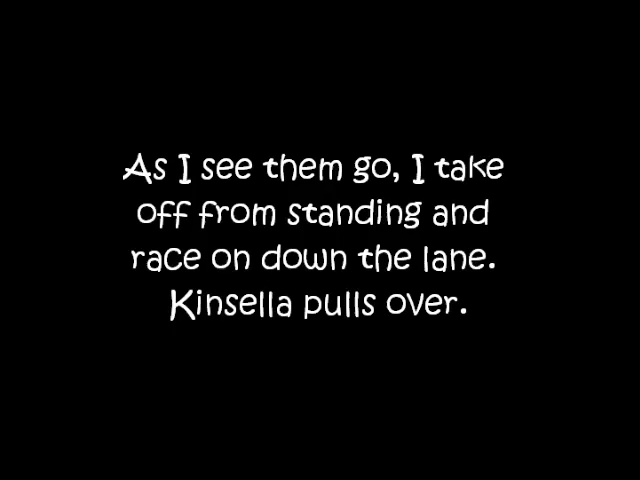 As I see them go, I take
off from standing and
race on down the lane.
Kinsella pulls over.